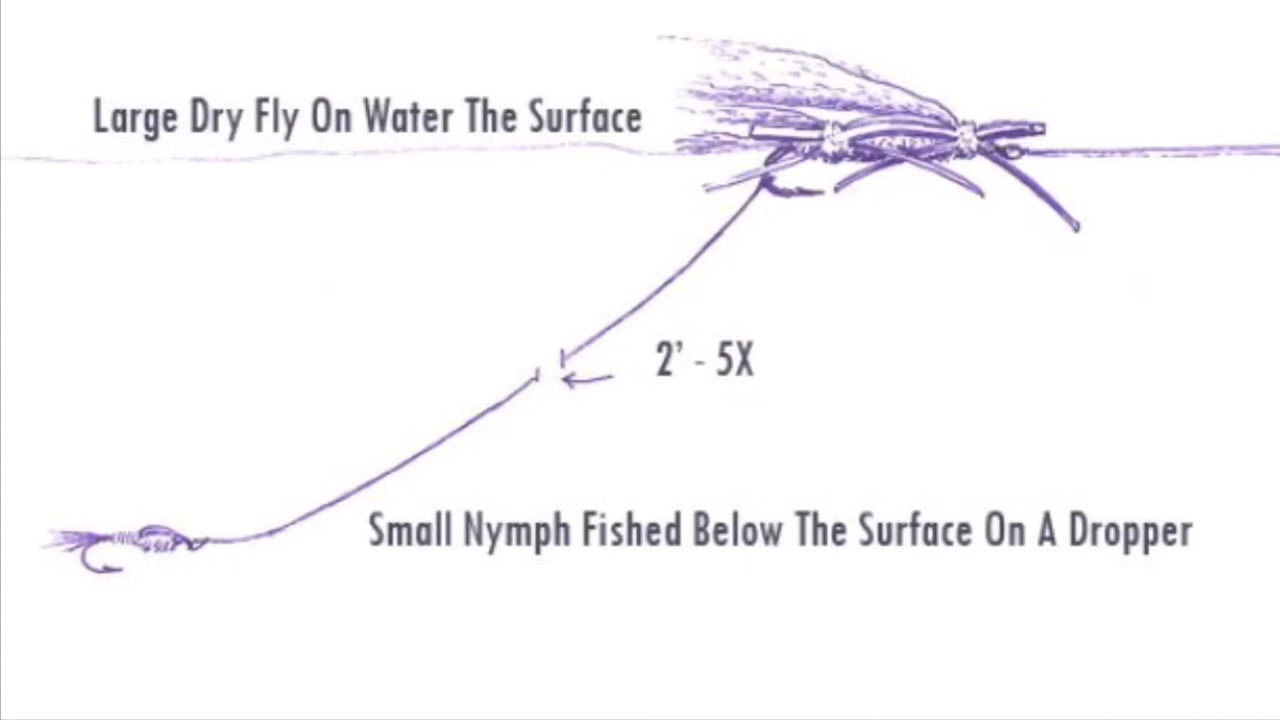 Large Dry Fly On Water The Surface
2’ - 5X
Small Nymph Fished Below The Surface On A Dropper